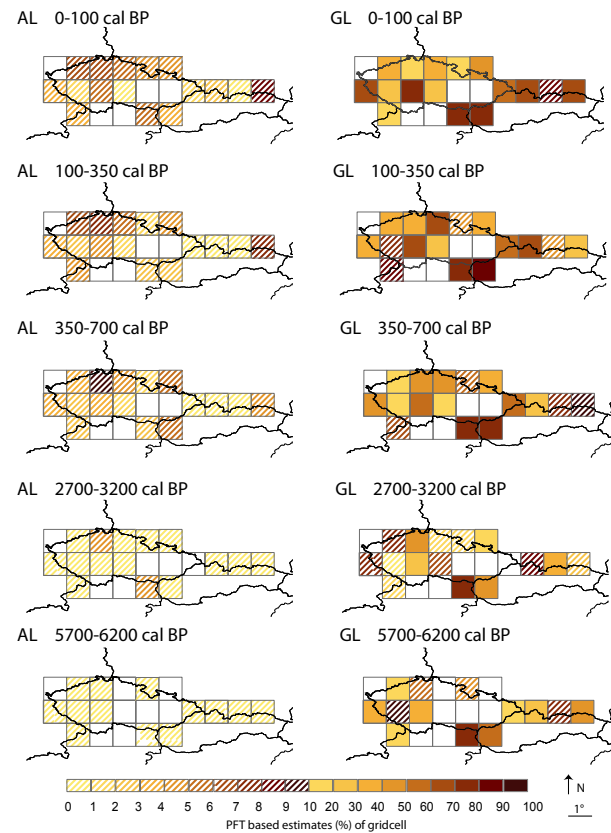 AL 0-100 cal BP GL 0-100 cal BP
AL 100-350 cal BP GL 100-350 cal BP
AL 350-700 cal BP GL 350-700 cal BP
AL 2700-3200 cal BP GL 2700-3200 cal BP
AL 5700-6200 cal BP GL 5700-6200 cal BP
0 1 2 3 4 5 6 7 8 9 10 20 30 40 50 60 70 80 90 100
N
1°
PFT based estimates (%) of gridcell